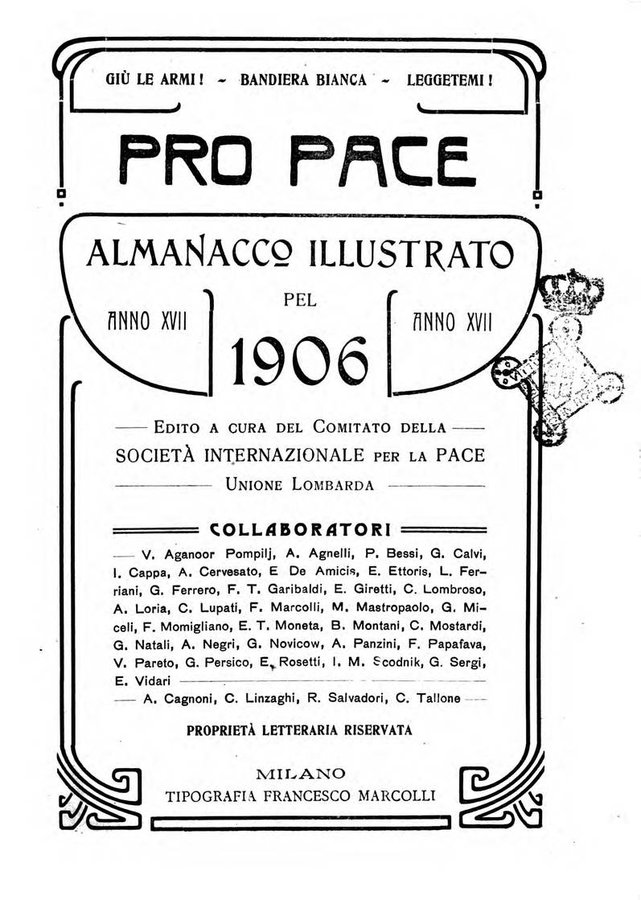 GIÙ LE ARMI! ~ BANDIERA BIANCA ~ LEGGETEMI!
PRO PACE
ALMANACCO ILLUSTRATO
PEL
ANNO XVII
1906
ANNO XVII
— EDITO A CURA DEL COMITATO DELLA —
SOCIETÀ INTERNAZIONALE PER LA PACE
— UNIONE LOMBARDA —
COLLABORATORI
— V. Aganoor Pompilj, A. Agnelli, P. Bessi, G. Calvi,
I. Cappa, A. Cervesato, E De Amicis, E. Ettoris, L. Fer-
riani, G. Ferrero, F. T. Garibaldi, E. Giretti, C. Lombroso,
A. Loria, C. Lupati, F. Marcolli, M. Mastropaolo, G. Mi-
celi, F. Momigliano, E. T. Moneta, B. Montani, C. Mostardi,
G. Natali, A. Negri, G. Novicow, A. Panzini, F. Papafava,
V. Pareto, G. Persico, E. Rosetti, I. M. Scodnik, G. Sergi,
E. Vidari —
— A. Cagnoni, C. Linzaghi, R. Salvadori, C. Tallone —
PROPRIETÀ LETTERARIA RISERVATA
MILANO
TIPOGRAFIA FRANCESCO MARCOLLI